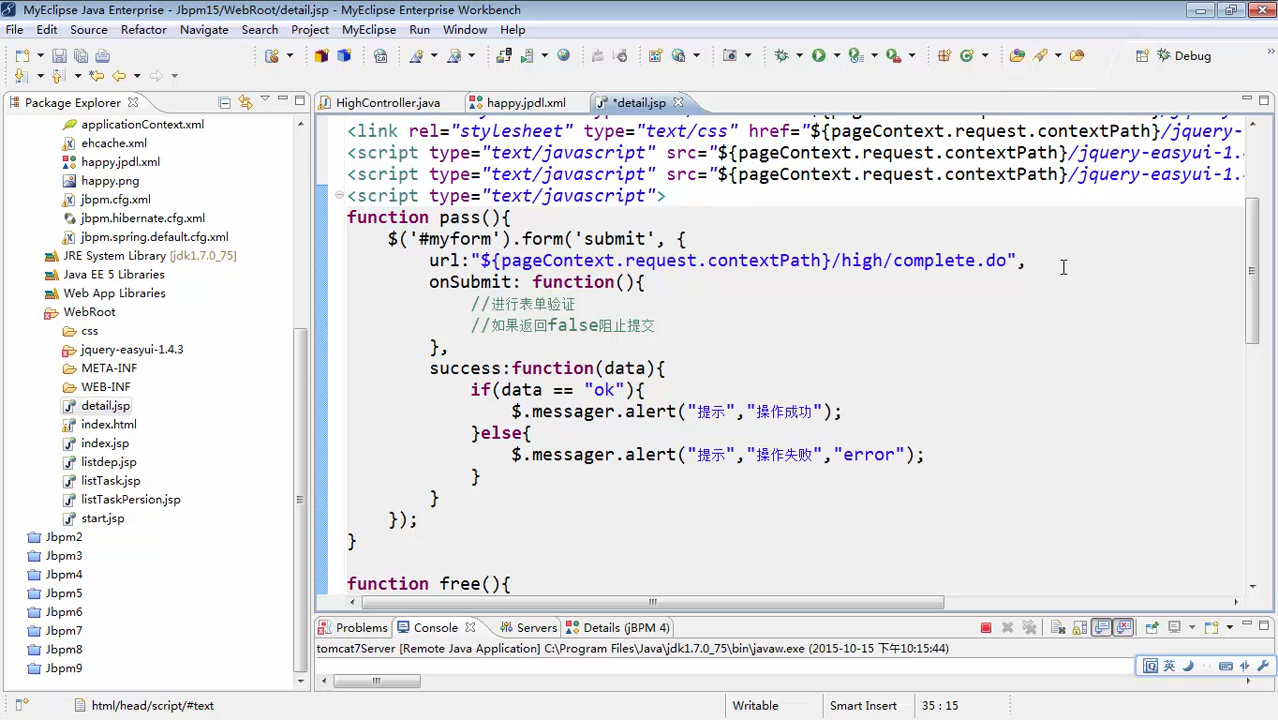 MyEclipse Java Enterprise - Jbpm15/WebRoot/detail.jsp - MyEclipse Enterprise Workbench
File Edit Source Refactor Navigate Search Project MyEclipse Run Window Help
Debug
Package Explorer
HighController.java
happy.jpdl.xml
*detail.jsp
applicationContext.xml
ehcache.xml
happy.jpdl.xml
happy.png
jbpm.cfg.xml
jbpm.hibernate.cfg.xml
jbpm.spring.default.cfg.xml
JRE System Library [jdk1.7.0_75]
Java EE 5 Libraries
Web App Libraries
WebRoot
css
jquery-easyui-1.4.3
META-INF
WEB-INF
detail.jsp
index.html
index.jsp
listdep.jsp
listTask.jsp
listTaskPersion.jsp
start.jsp
Jbpm2
Jbpm3
Jbpm4
Jbpm5
Jbpm6
Jbpm7
Jbpm8
Jbpm9
<link rel="stylesheet" type="text/css" href="${pageContext.request.contextPath}/jquery-
<script type="text/javascript" src="${pageContext.request.contextPath}/jquery-easyui-1.
<script type="text/javascript" src="${pageContext.request.contextPath}/jquery-easyui-1.
<script type="text/javascript">
function pass(){
$('#myform').form('submit', {
url:"${pageContext.request.contextPath}/high/complete.do",
onSubmit: function(){
//进行表单验证
//如果返回false阻止提交
},
success:function(data){
if(data == "ok"){
$.messager.alert("提示","操作成功");
}else{
$.messager.alert("提示","操作失败","error");
}
}
});
}
function free(){
Problems
Console
Servers
Details (jBPM 4)
tomcat7Server [Remote Java Application] C:\Program Files\Java\jdk1.7.0_75\bin\javaw.exe (2015-10-15 下午10:15:44)
英
html/head/script/#text
Writable
Smart Insert
35 : 15